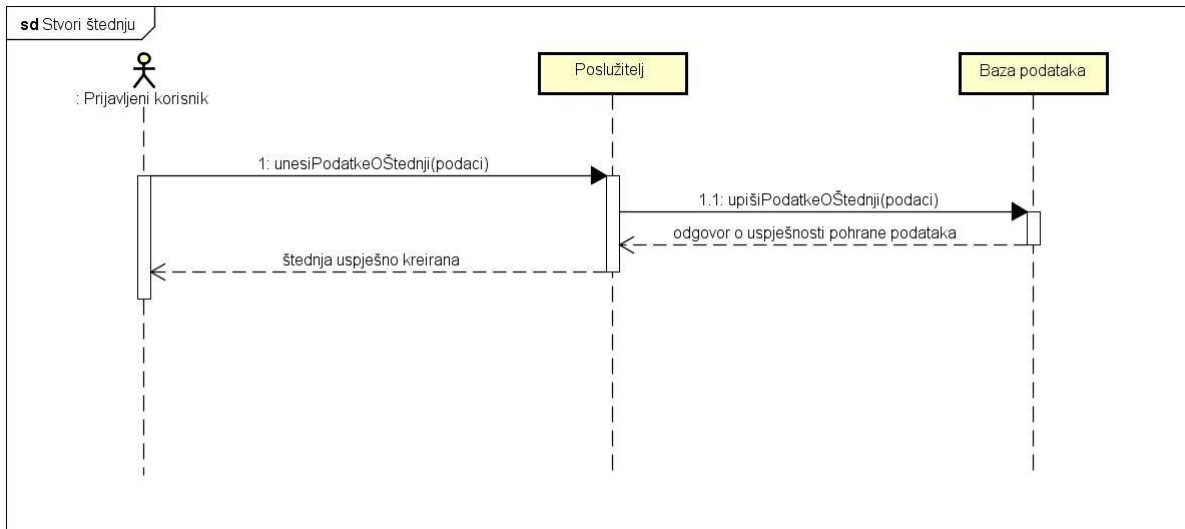 sd Stvori štednju
: Prijavljeni korisnik
Poslužitelj
Baza podataka
1: unesiPodatkeOŠtednji(podaci)
1.1: upišiPodatkeOŠtednji(podaci)
odgovor o uspješnosti pohrane podataka
štednja uspješno kreirana